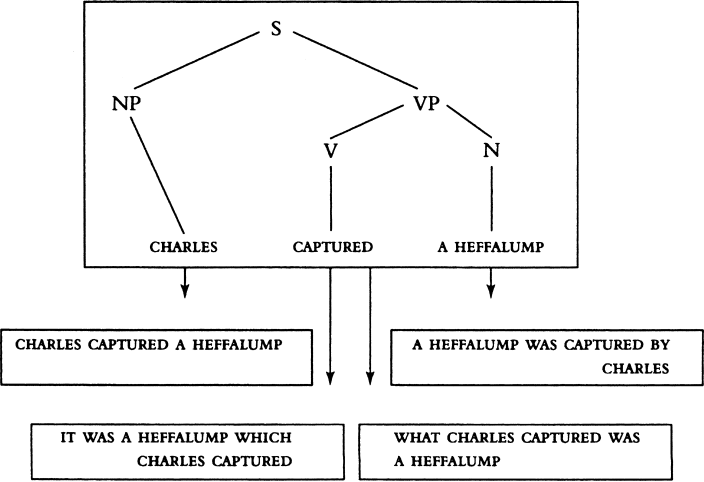 S
NP VP
V N
CHARLES CAPTURED A HEFFALUMP
CHARLES CAPTURED A HEFFALUMP
A HEFFALUMP WAS CAPTURED BY
CHARLES
IT WAS A HEFFALUMP WHICH
CHARLES CAPTURED
WHAT CHARLES CAPTURED WAS
A HEFFALUMP